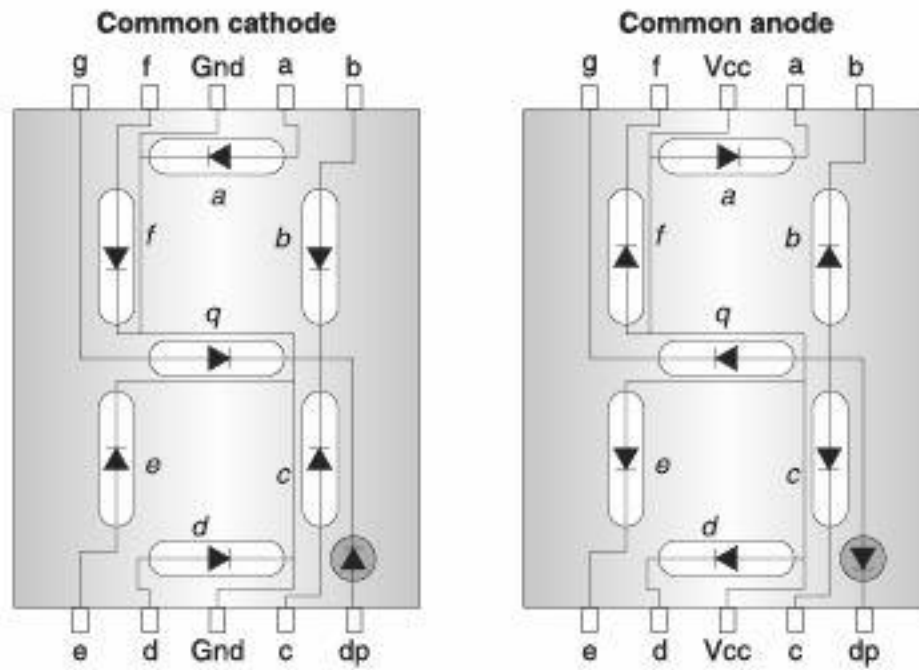 Common cathode
g f Gnd a b
a
f b
q
e c
d
e d Gnd c dp
Common anode
g f Vcc a b
a
f b
q
e c
d
e d Vcc c dp